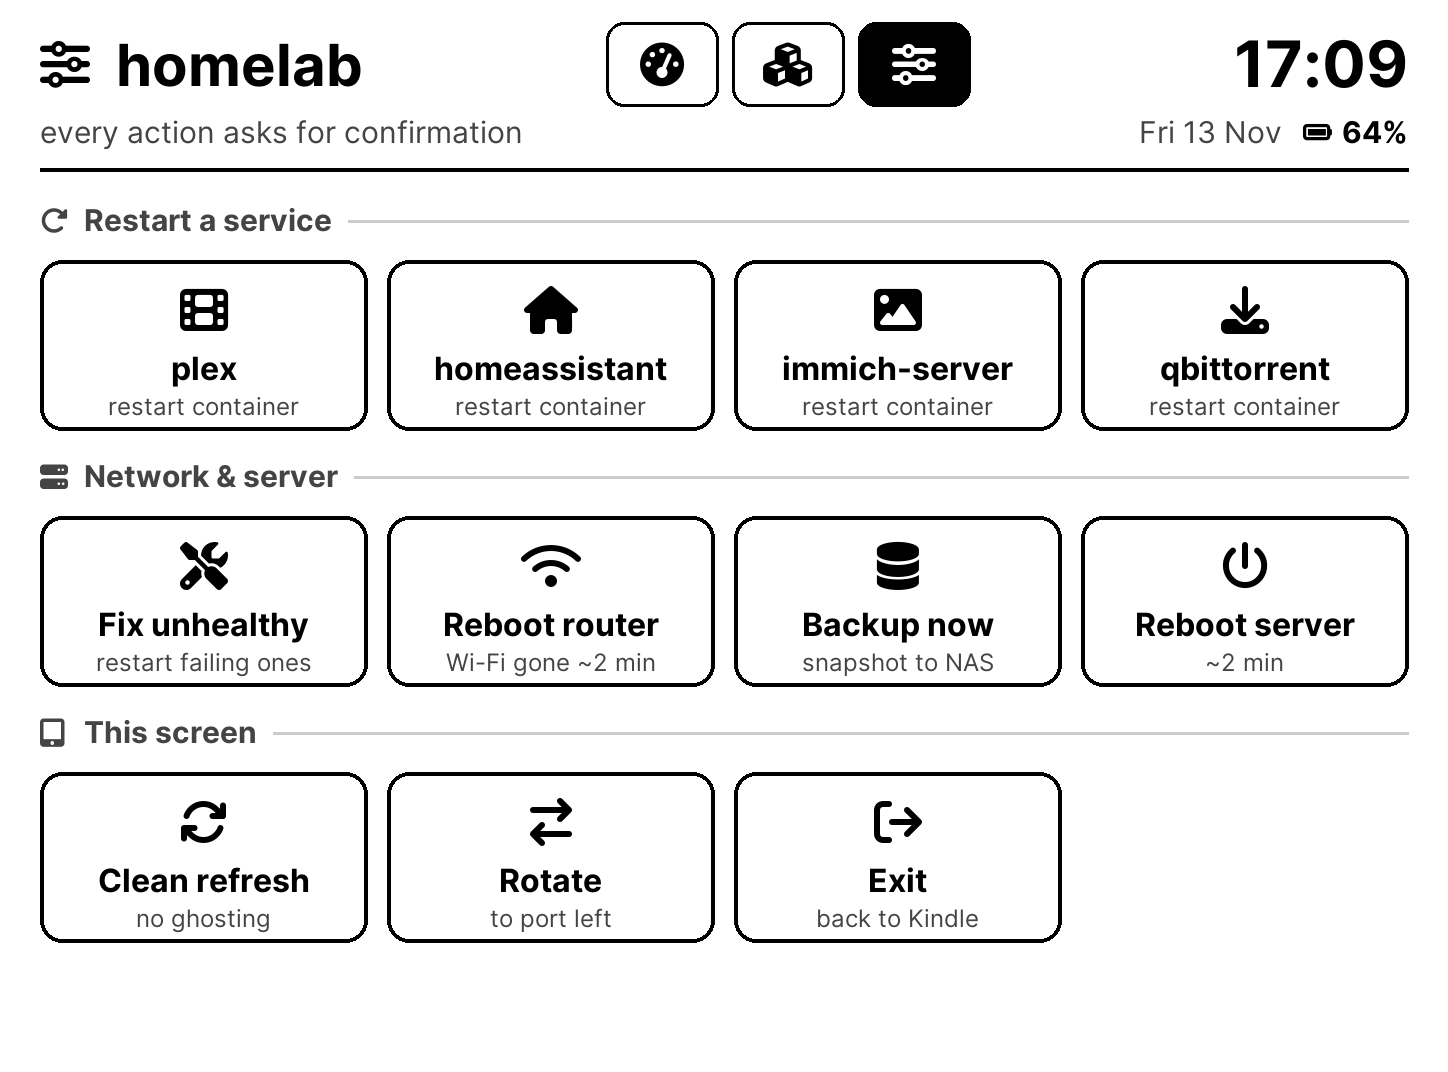 homelab
17:09
every action asks for confirmation
Fri 13 Nov 64%
Restart a service
plex
restart container
homeassistant
restart container
immich-server
restart container
qbittorrent
restart container
Network & server
Fix unhealthy
restart failing ones
Reboot router
Wi-Fi gone ~2 min
Backup now
snapshot to NAS
Reboot server
~2 min
This screen
Clean refresh
no ghosting
Rotate
to port left
Exit
back to Kindle